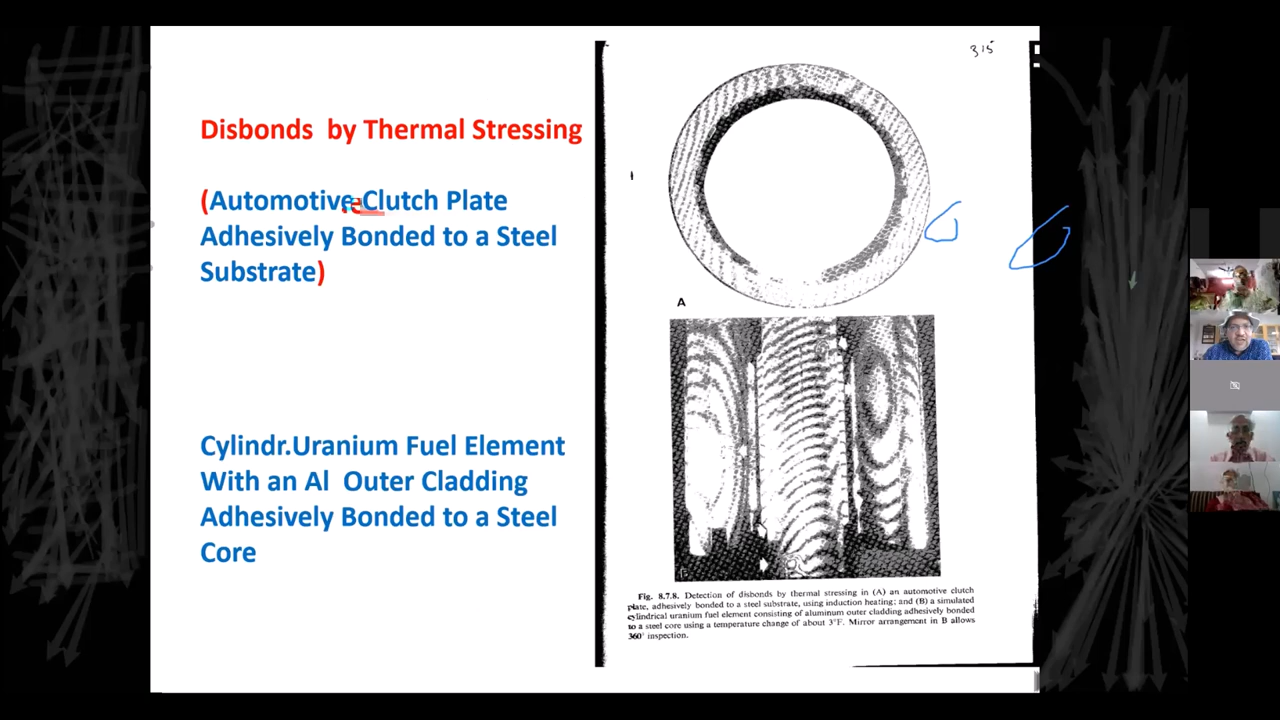 315
Disbonds by Thermal Stressing
(Automotive Clutch Plate
Adhesively Bonded to a Steel
Substrate)
A
Cylindr.Uranium Fuel Element
With an Al Outer Cladding
Adhesively Bonded to a Steel
Core
Fig. 8.7.8. Detection of disbonds by thermal stressing in (A) an automotive clutch
plate, adhesively bonded to a steel substrate, using induction heating; and (B) a simulated
cylindrical uranium fuel element consisting of aluminum outer cladding adhesively bonded
to a steel core using a temperature change of about 3°F. Mirror arrangement in B allows
360° inspection.